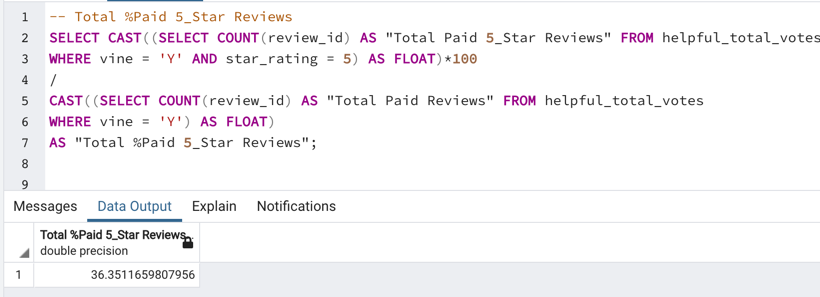 1 -- Total %Paid 5_Star Reviews
2 SELECT CAST((SELECT COUNT(review_id) AS "Total Paid 5_Star Reviews" FROM helpful_total_votes
3 WHERE vine = 'Y' AND star_rating = 5) AS FLOAT)*100
4 /
5 CAST((SELECT COUNT(review_id) AS "Total Paid Reviews" FROM helpful_total_votes
6 WHERE vine = 'Y') AS FLOAT)
7 AS "Total %Paid 5_Star Reviews";
8
9
Messages Data Output Explain Notifications
Total %Paid 5_Star Reviews
double precision
1 36.3511659807956